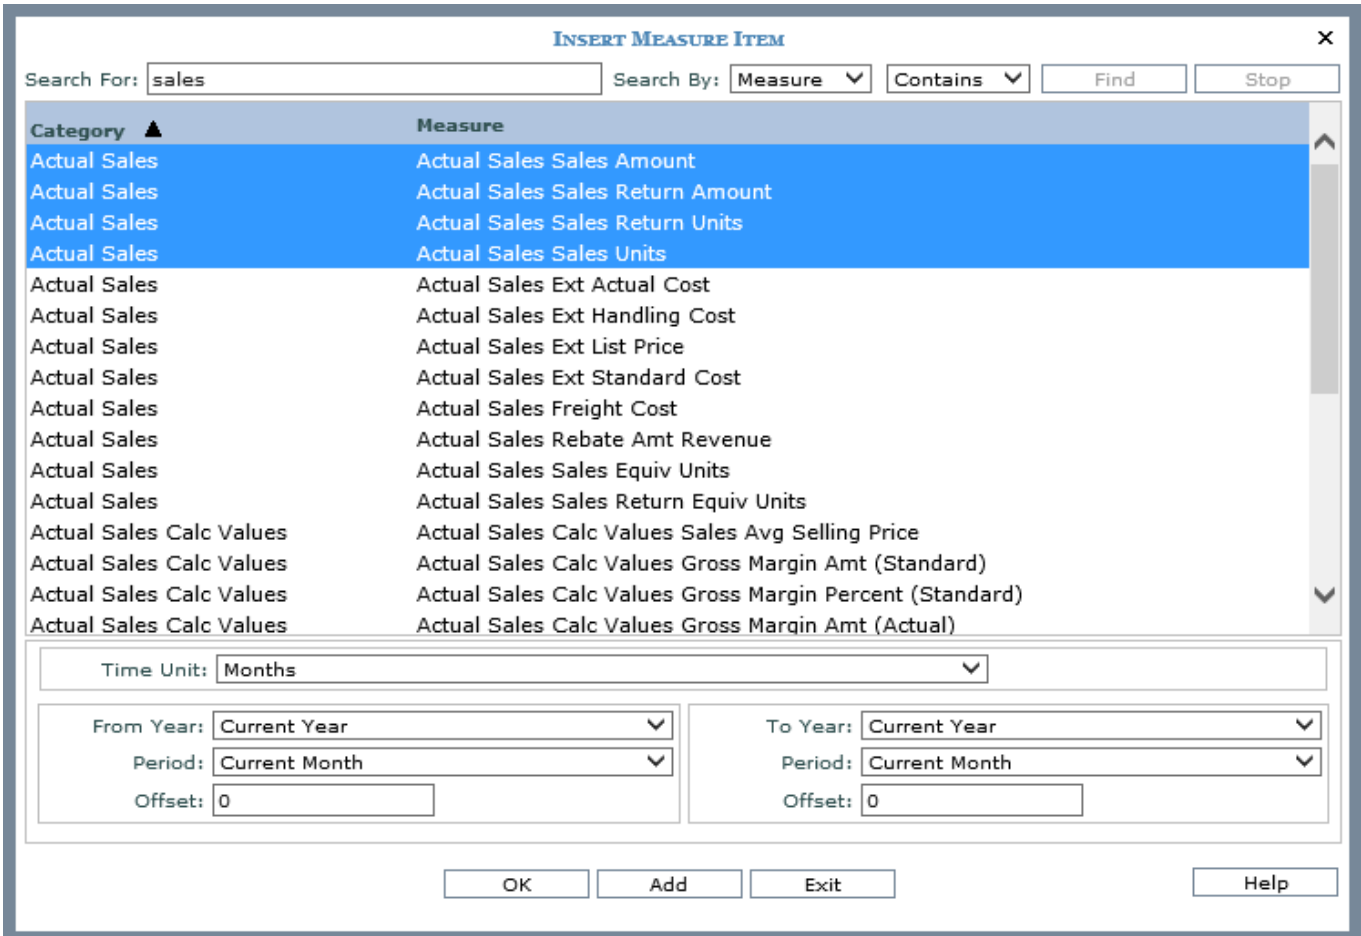 INSERT MEASURE ITEM
Search For: sales Search By: Measure Contains Find Stop
Category Measure
Actual Sales Actual Sales Sales Amount
Actual Sales Actual Sales Sales Return Amount
Actual Sales Actual Sales Sales Return Units
Actual Sales Actual Sales Sales Units
Actual Sales Actual Sales Ext Actual Cost
Actual Sales Actual Sales Ext Handling Cost
Actual Sales Actual Sales Ext List Price
Actual Sales Actual Sales Ext Standard Cost
Actual Sales Actual Sales Freight Cost
Actual Sales Actual Sales Rebate Amt Revenue
Actual Sales Actual Sales Sales Equiv Units
Actual Sales Actual Sales Sales Return Equiv Units
Actual Sales Calc Values Actual Sales Calc Values Sales Avg Selling Price
Actual Sales Calc Values Actual Sales Calc Values Gross Margin Amt (Standard)
Actual Sales Calc Values Actual Sales Calc Values Gross Margin Percent (Standard)
Actual Sales Calc Values Actual Sales Calc Values Gross Margin Amt (Actual)
Time Unit: Months
From Year: Current Year To Year: Current Year
Period: Current Month Period: Current Month
Offset: 0 Offset: 0
OK Add Exit Help